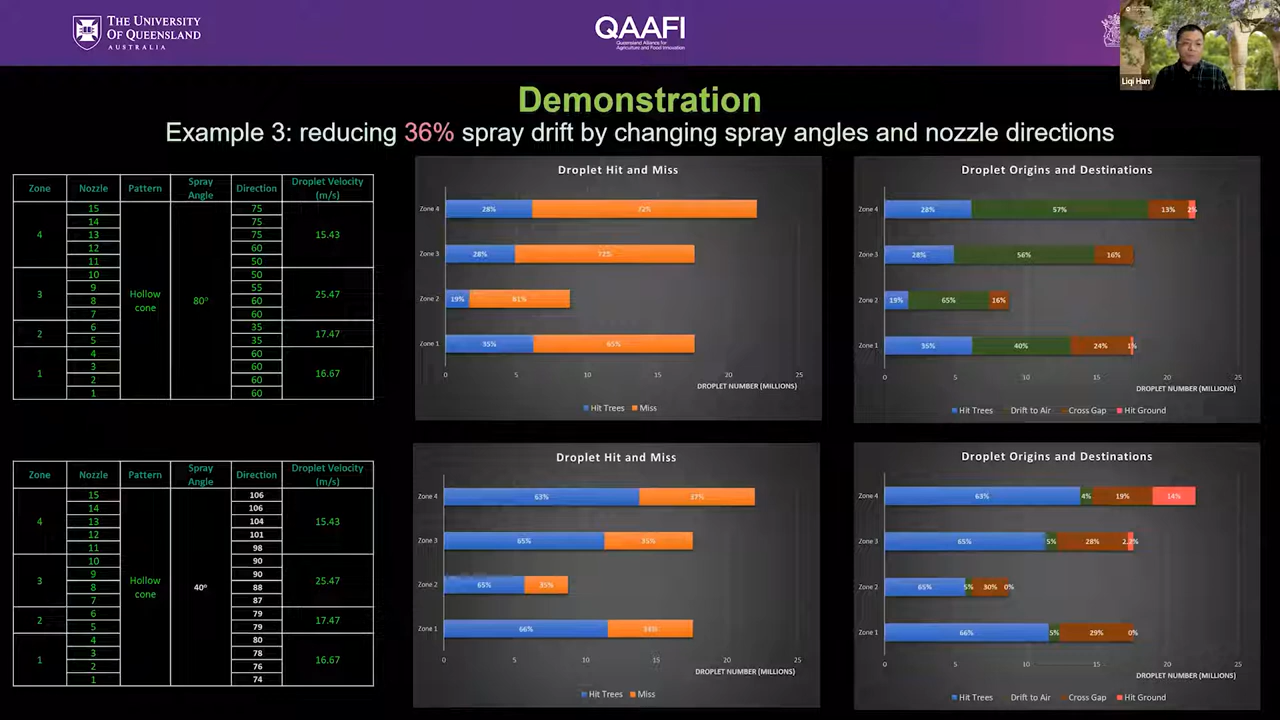 THE UNIVERSITY
OF QUEENSLAND
AUSTRALIA
QAAFI
Queensland Alliance for
Agriculture and Food Innovation
Liqi Han
Demonstration
Example 3: reducing 36% spray drift by changing spray angles and nozzle directions
Zone Nozzle Pattern Spray Angle Direction Droplet Velocity (m/s)
15 75
14 75
4 13 75 15.43
12 60
11 50
10 50
9 55
3 Hollow cone 80° 25.47
8 60
7 60
6 35
2 17.47
5 35
4 60
3 60
1 16.67
2 60
1 60
Droplet Hit and Miss
Zone 4 28% 72%
Zone 3 28% 72%
Zone 2 19% 81%
Zone 1 35% 65%
0 5 10 15 20 25
DROPLET NUMBER (MILLIONS)
Hit Trees Miss
Droplet Origins and Destinations
Zone 4 28% 57% 13% 2%
Zone 3 28% 56% 16%
Zone 2 19% 65% 16%
Zone 1 35% 40% 24% 1%
0 5 10 15 20 25
DROPLET NUMBER (MILLIONS)
Hit Trees Drift to Air Cross Gap Hit Ground
Zone Nozzle Pattern Spray Angle Direction Droplet Velocity (m/s)
15 106
14 106
4 13 104 15.43
12 101
11 98
10 90
9 90
3 Hollow cone 40° 25.47
8 88
7 87
6 79
2 17.47
5 79
4 80
3 78
1 16.67
2 76
1 74
Droplet Hit and Miss
Zone 4 63% 37%
Zone 3 65% 35%
Zone 2 65% 35%
Zone 1 66% 34%
0 5 10 15 20 25
DROPLET NUMBER (MILLIONS)
Hit Trees Miss
Droplet Origins and Destinations
Zone 4 63% 4% 19% 14%
Zone 3 65% 5% 28%
Zone 2 65% 5% 30% 0%
Zone 1 66% 5% 29% 0%
0 5 10 15 20 25
DROPLET NUMBER (MILLIONS)
Hit Trees Drift to Air Cross Gap Hit Ground